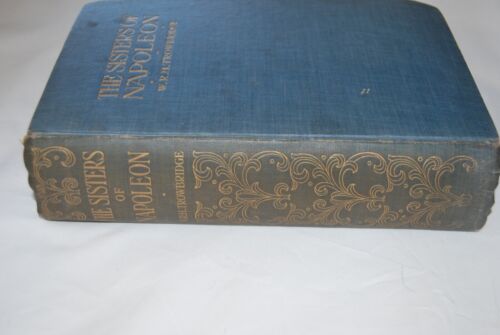 THE SISTERS OF
NAPOLEON
W.R.H.TROWBRIDGE
THE SISTERS
OF
NAPOLEON
W.R.H.TROWBRIDGE